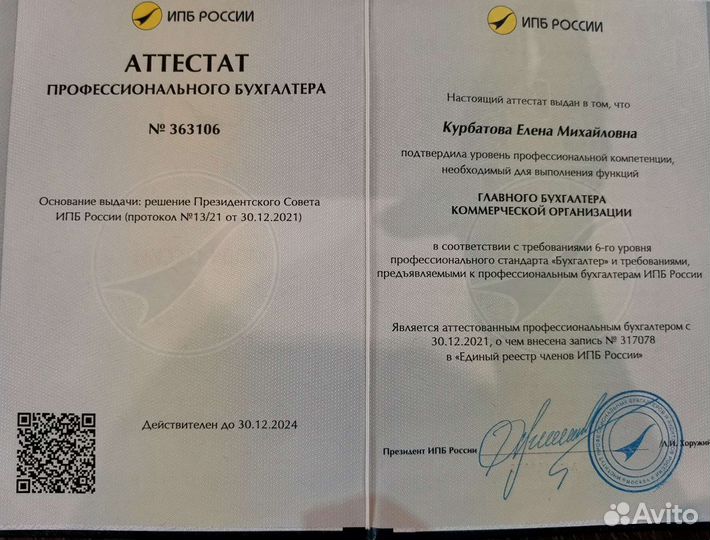 ИПБ РОССИИ
АТТЕСТАТ
ПРОФЕССИОНАЛЬНОГО БУХГАЛТЕРА
№ 363106
Основание выдачи: решение Президентского Совета
ИПБ России (протокол №13/21 от 30.12.2021)
Действителен до 30.12.2024
ИПБ РОССИИ
Настоящий аттестат выдан в том, что
Курбатова Елена Михайловна
подтвердила уровень профессиональной компетенции,
необходимый для выполнения функций
ГЛАВНОГО БУХГАЛТЕРА
КОММЕРЧЕСКОЙ ОРГАНИЗАЦИИ
в соответствии с требованиями 6-го уровня
профессионального стандарта «Бухгалтер» и требованиями,
предъявляемыми к профессиональным бухгалтерам ИПБ России
Является аттестованным профессиональным бухгалтером с
30.12.2021, о чем внесена запись № 317078
в «Единый реестр членов ИПБ России»
Президент ИПБ России
Л.И. Хоружий
Avito